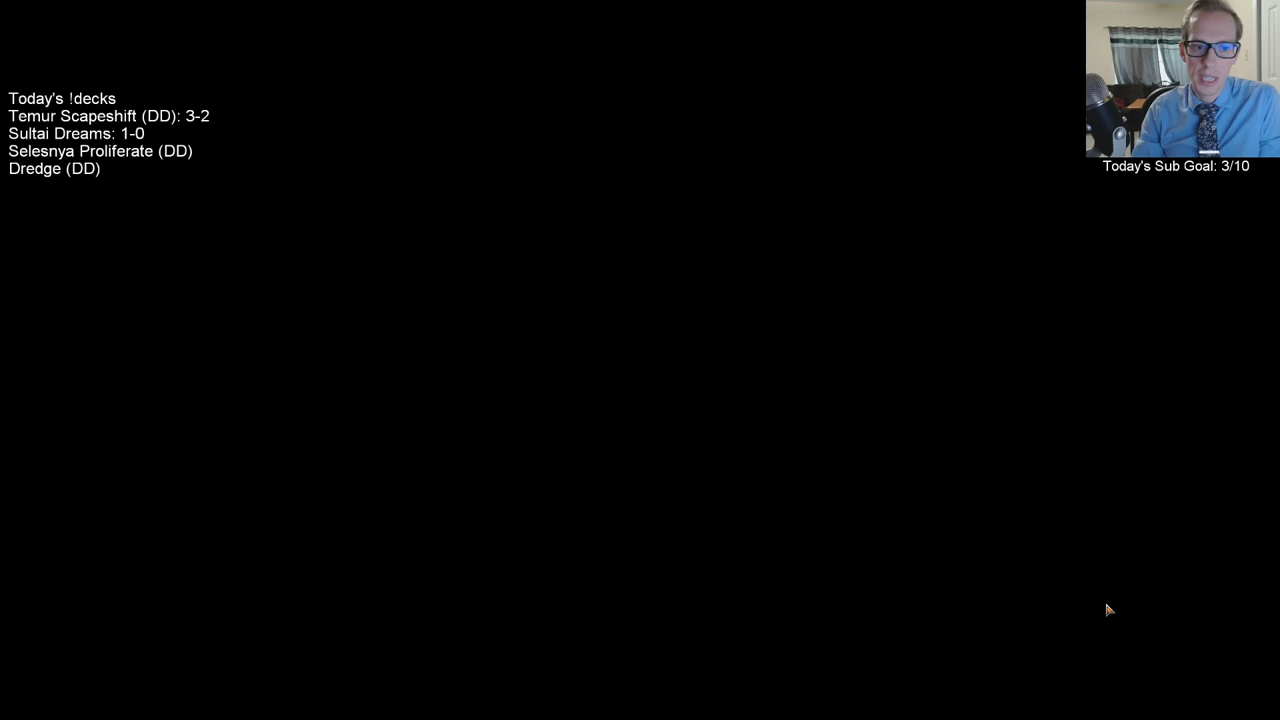 Today's !decks
Temur Scapeshift (DD): 3-2
Sultai Dreams: 1-0
Selesnya Proliferate (DD)
Dredge (DD)
Today's Sub Goal: 3/10